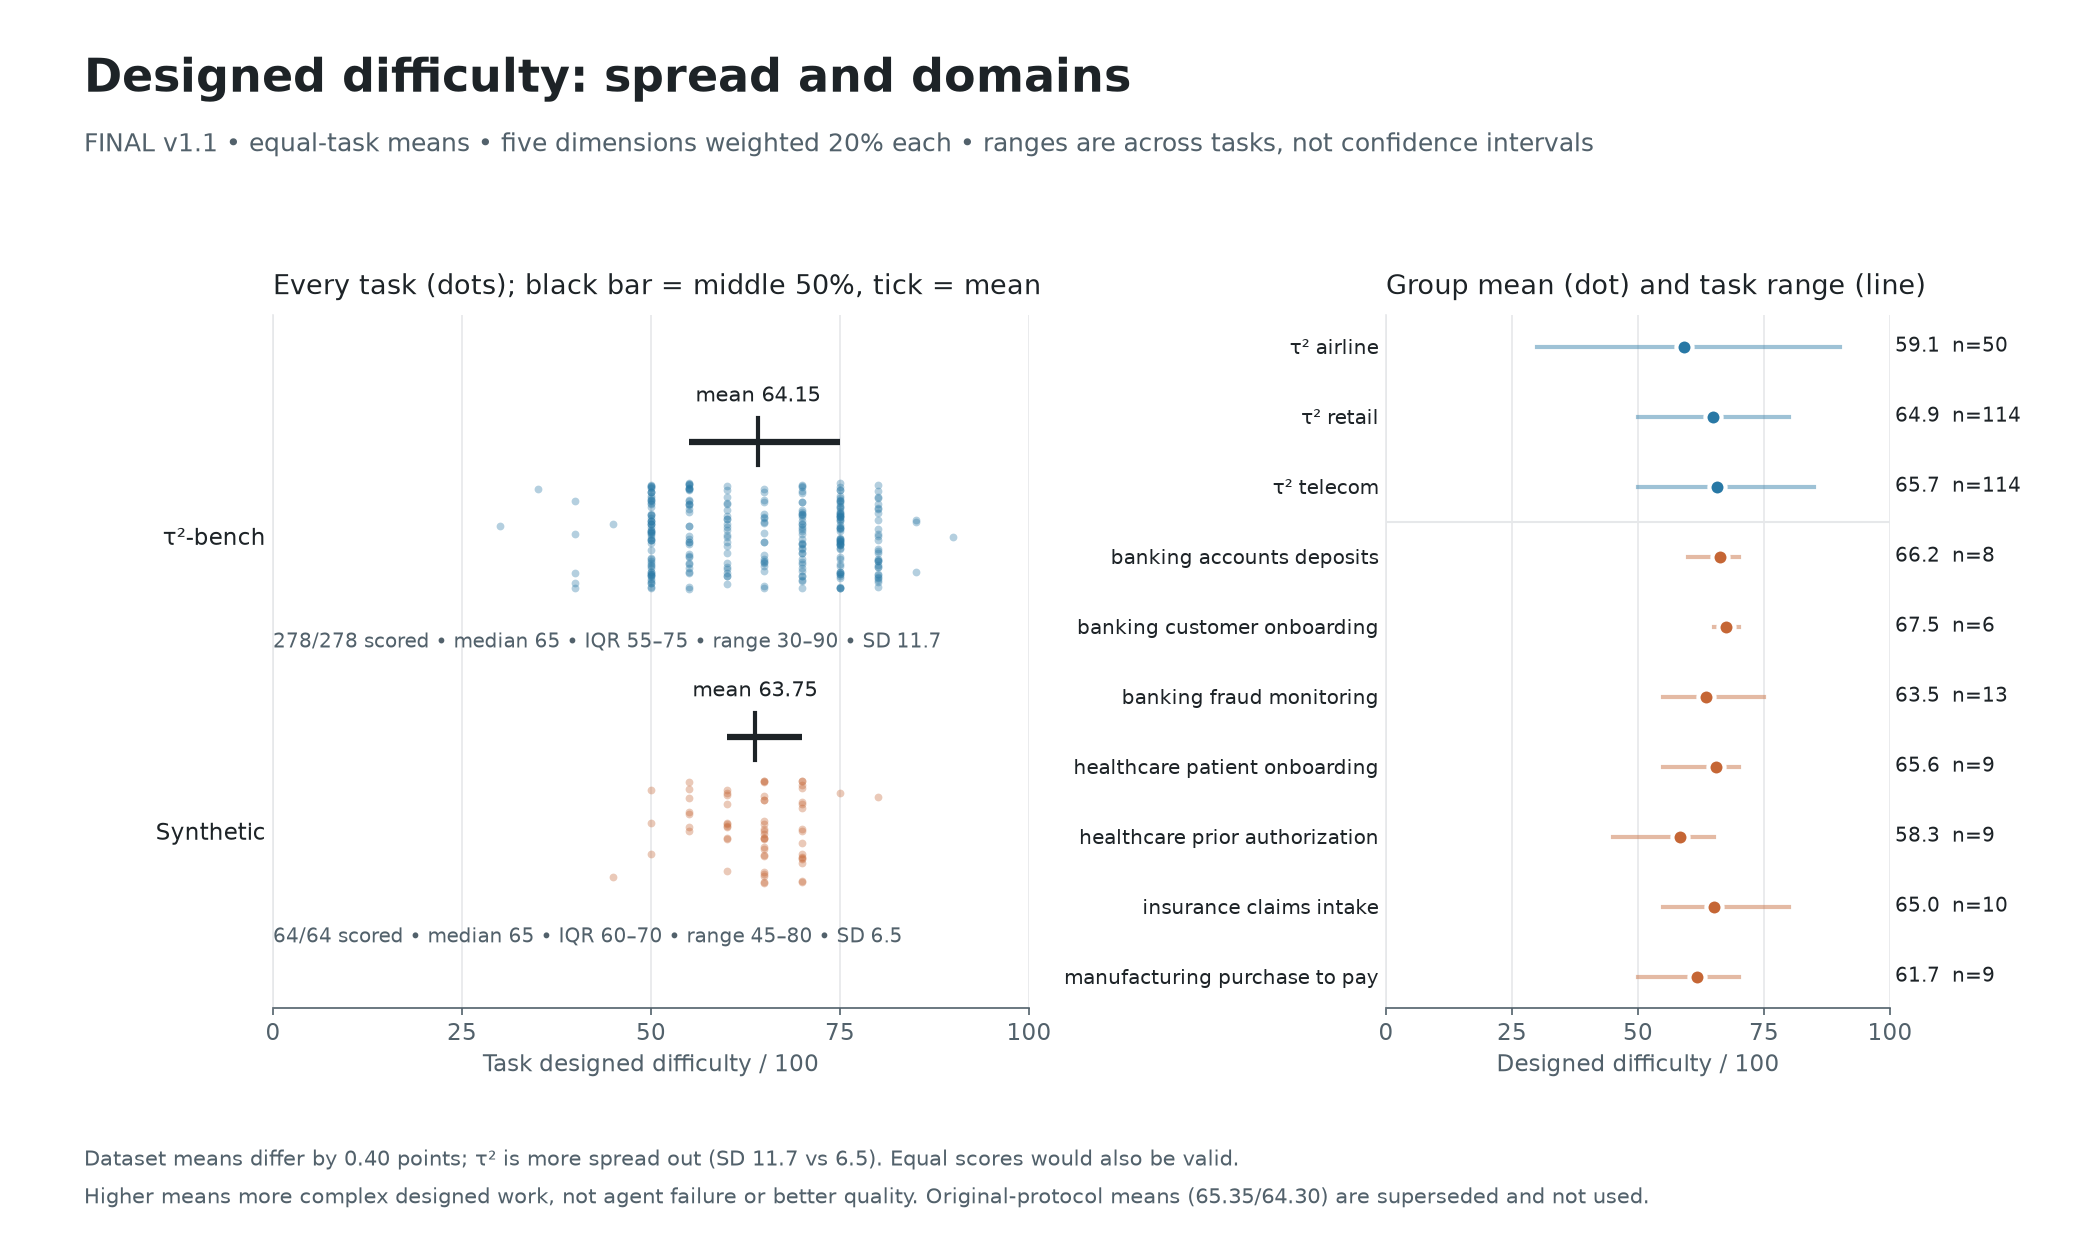 Designed difficulty: spread and domains
FINAL v1.1 • equal-task means • five dimensions weighted 20% each • ranges are across tasks, not confidence intervals
Every task (dots); black bar = middle 50%, tick = mean
mean 64.15
τ²-bench
278/278 scored • median 65 • IQR 55–75 • range 30–90 • SD 11.7
mean 63.75
Synthetic
64/64 scored • median 65 • IQR 60–70 • range 45–80 • SD 6.5
0 25 50 75 100
Task designed difficulty / 100
Group mean (dot) and task range (line)
τ² airline 59.1 n=50
τ² retail 64.9 n=114
τ² telecom 65.7 n=114
banking accounts deposits 66.2 n=8
banking customer onboarding 67.5 n=6
banking fraud monitoring 63.5 n=13
healthcare patient onboarding 65.6 n=9
healthcare prior authorization 58.3 n=9
insurance claims intake 65.0 n=10
manufacturing purchase to pay 61.7 n=9
0 25 50 75 100
Designed difficulty / 100
Dataset means differ by 0.40 points; τ² is more spread out (SD 11.7 vs 6.5). Equal scores would also be valid.
Higher means more complex designed work, not agent failure or better quality. Original-protocol means (65.35/64.30) are superseded and not used.